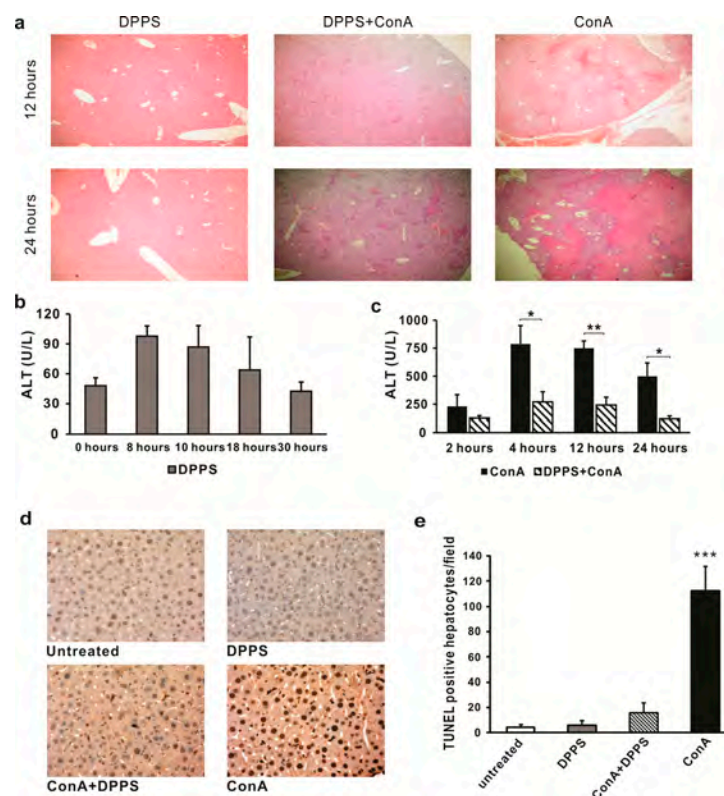 a
DPPS DPPS+ConA ConA
12 hours
24 hours
b
ALT (U/L)
120
90
60
30
0
0 hours 8 hours 10 hours 18 hours 30 hours
DPPS
c
ALT (U/L)
1000
750
500
250
0
* ** *
2 hours 4 hours 12 hours 24 hours
ConA DPPS+ConA
d
Untreated DPPS
ConA+DPPS ConA
e
TUNEL positive hepatocytes/field
140
120
100
80
60
40
20
0
***
untreated DPPS ConA+DPPS ConA